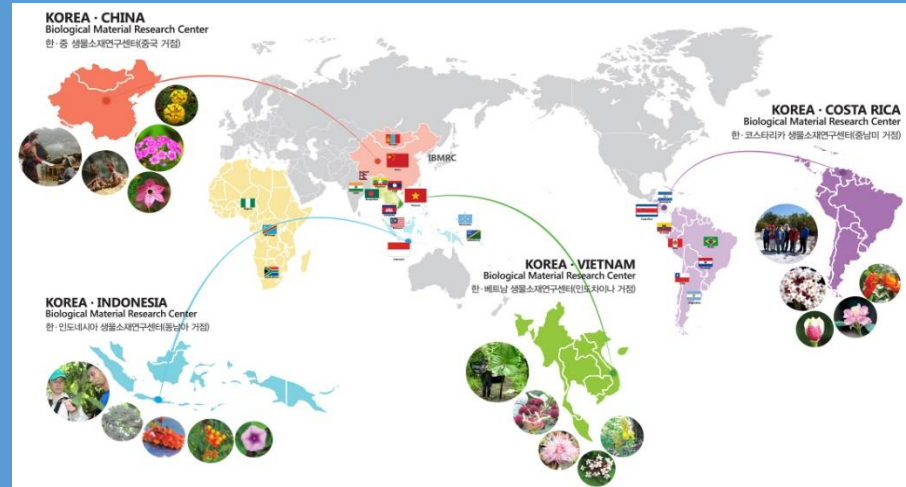 KOREA · CHINA
Biological Material Research Center
한·중 생물소재연구센터(중국 거점)
KOREA · COSTA RICA
Biological Material Research Center
한·코스타리카 생물소재연구센터(중남미 거점)
IBMRC
KOREA · VIETNAM
Biological Material Research Center
한·베트남 생물소재연구센터(인도차이나 거점)
KOREA · INDONESIA
Biological Material Research Center
한·인도네시아 생물소재연구센터(동남아 거점)